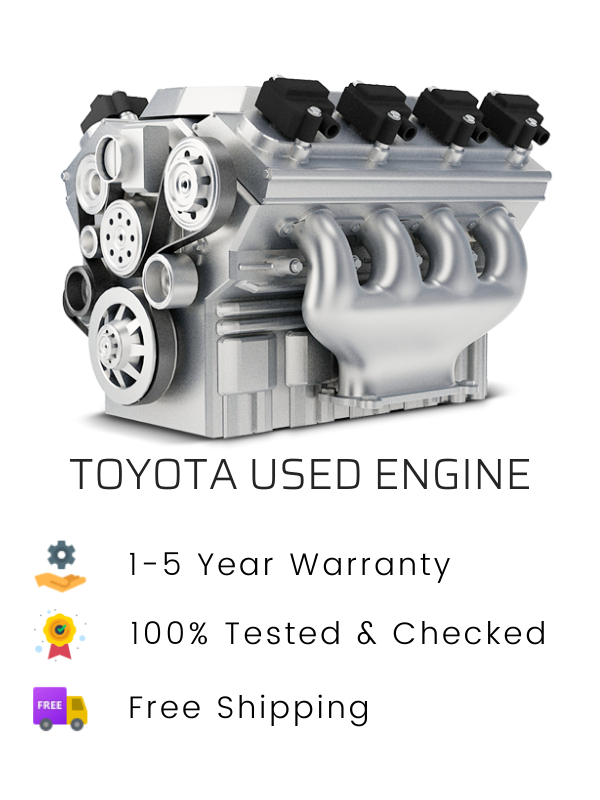 TOYOTA USED ENGINE
1-5 Year Warranty
100% Tested & Checked
FREE
Free Shipping